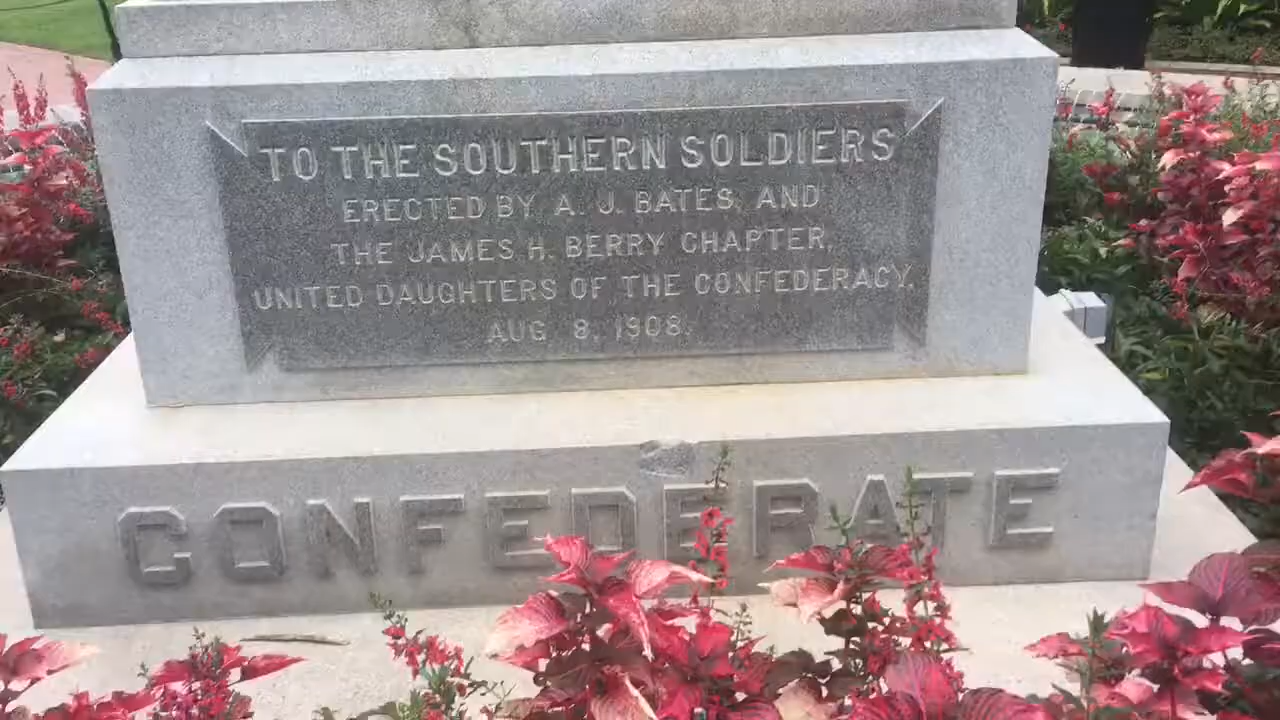 TO THE SOUTHERN SOLDIERS
ERECTED BY A. J. BATES, AND
THE JAMES H. BERRY CHAPTER,
UNITED DAUGHTERS OF THE CONFEDERACY,
AUG. 8, 1908.
CONFEDERATE